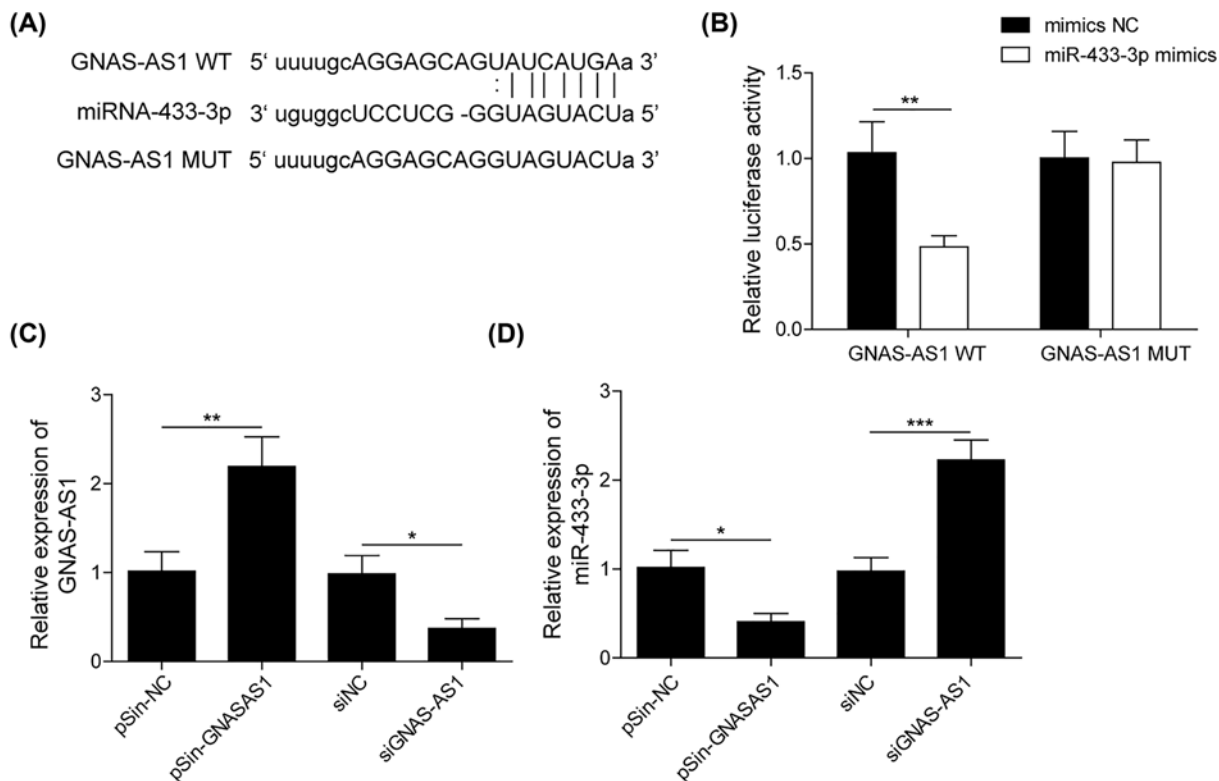 (A)
GNAS-AS1 WT 5‘ uuuugcAGGAGCAGUAUCAUGAa 3’
: | | | | | | |
miRNA-433-3p 3‘ uguggcUCCUCG -GGUAGUACUa 5’
GNAS-AS1 MUT 5‘ uuuugcAGGAGCAGGUAGUACUa 3’
(B)
mimics NC
miR-433-3p mimics
Relative luciferase activity
1.5
1.0
0.5
0.0
**
GNAS-AS1 WT
GNAS-AS1 MUT
(C)
Relative expression of
GNAS-AS1
3
2
1
0
**
*
pSin-NC
pSin-GNASAS1
siNC
siGNAS-AS1
(D)
Relative expression of
miR-433-3p
3
2
1
0
*
***
pSin-NC
pSin-GNASAS1
siNC
siGNAS-AS1